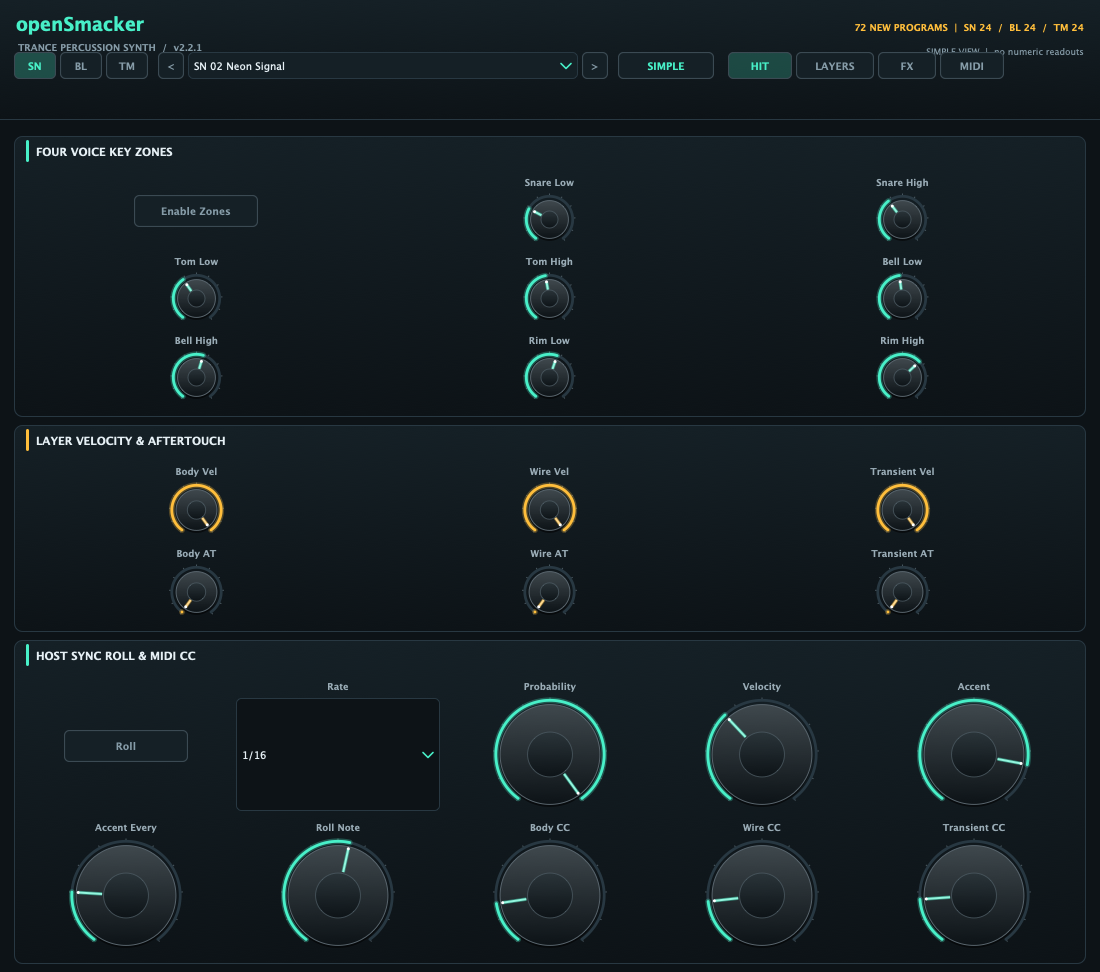 openSmacker
72 NEW PROGRAMS | SN 24 / BL 24 / TM 24
TRANCE PERCUSSION SYNTH / v2.2.1
SIMPLE VIEW | no numeric readouts
SN BL TM < SN 02 Neon Signal > SIMPLE HIT LAYERS FX MIDI
FOUR VOICE KEY ZONES
Snare Low Snare High
Enable Zones
Tom Low Tom High Bell Low
Bell High Rim Low Rim High
LAYER VELOCITY & AFTERTOUCH
Body Vel Wire Vel Transient Vel
Body AT Wire AT Transient AT
HOST SYNC ROLL & MIDI CC
Rate Probability Velocity Accent
Roll
1/16
Accent Every Roll Note Body CC Wire CC Transient CC